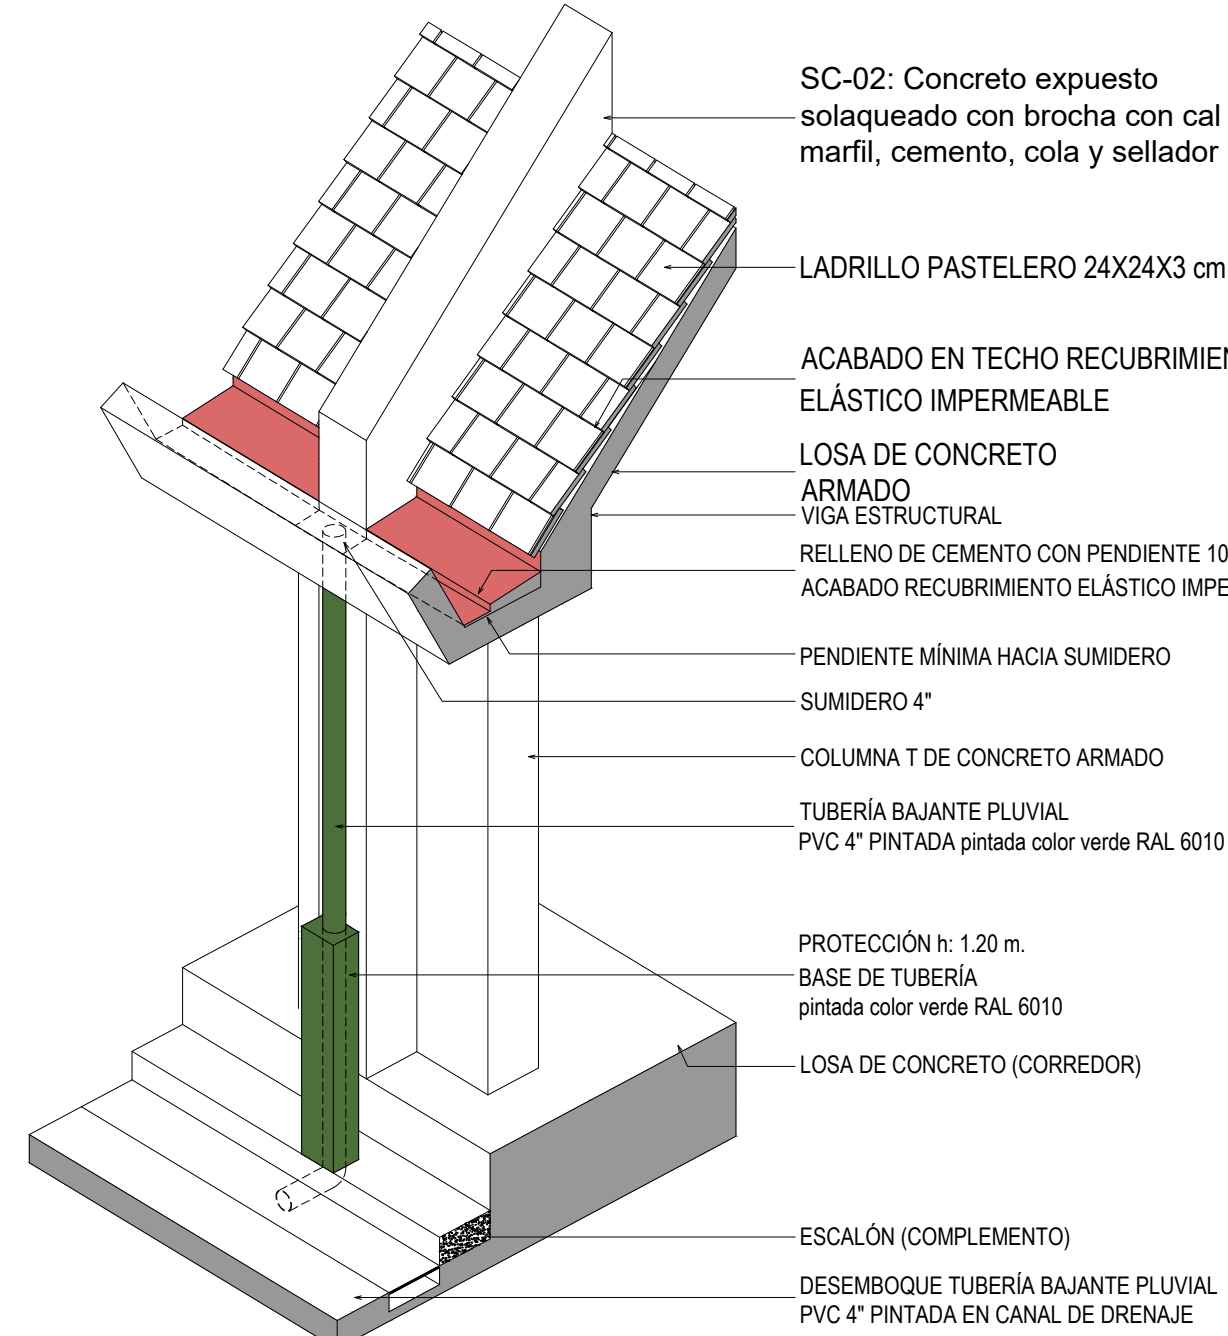 SC-02: Concreto expuesto
solaqueado con brocha con cal
marfil, cemento, cola y sellador
LADRILLO PASTELERO 24X24X3 cm
ACABADO EN TECHO RECUBRIMIEN
ELÁSTICO IMPERMEABLE
LOSA DE CONCRETO
ARMADO
VIGA ESTRUCTURAL
RELLENO DE CEMENTO CON PENDIENTE 10
ACABADO RECUBRIMIENTO ELÁSTICO IMPE
PENDIENTE MÍNIMA HACIA SUMIDERO
SUMIDERO 4"
COLUMNA T DE CONCRETO ARMADO
TUBERÍA BAJANTE PLUVIAL
PVC 4" PINTADA pintada color verde RAL 6010
PROTECCIÓN h: 1.20 m.
BASE DE TUBERÍA
pintada color verde RAL 6010
LOSA DE CONCRETO (CORREDOR)
ESCALÓN (COMPLEMENTO)
DESEMBOQUE TUBERÍA BAJANTE PLUVIAL
PVC 4" PINTADA EN CANAL DE DRENAJE